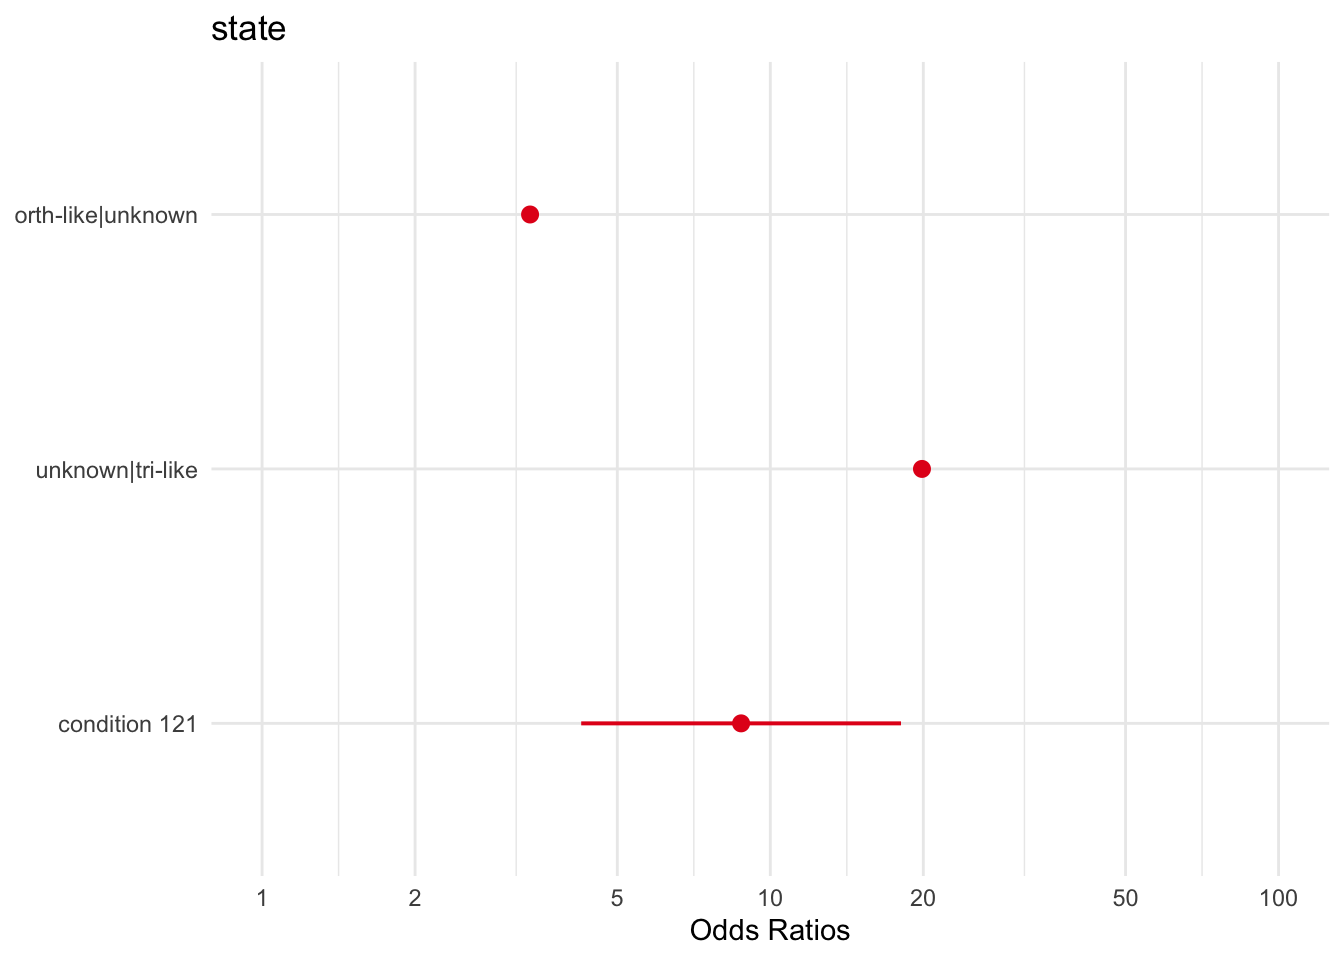 state
orth-like|unknown
unknown|tri-like
condition 121
1 2 5 10 20 50 100
Odds Ratios